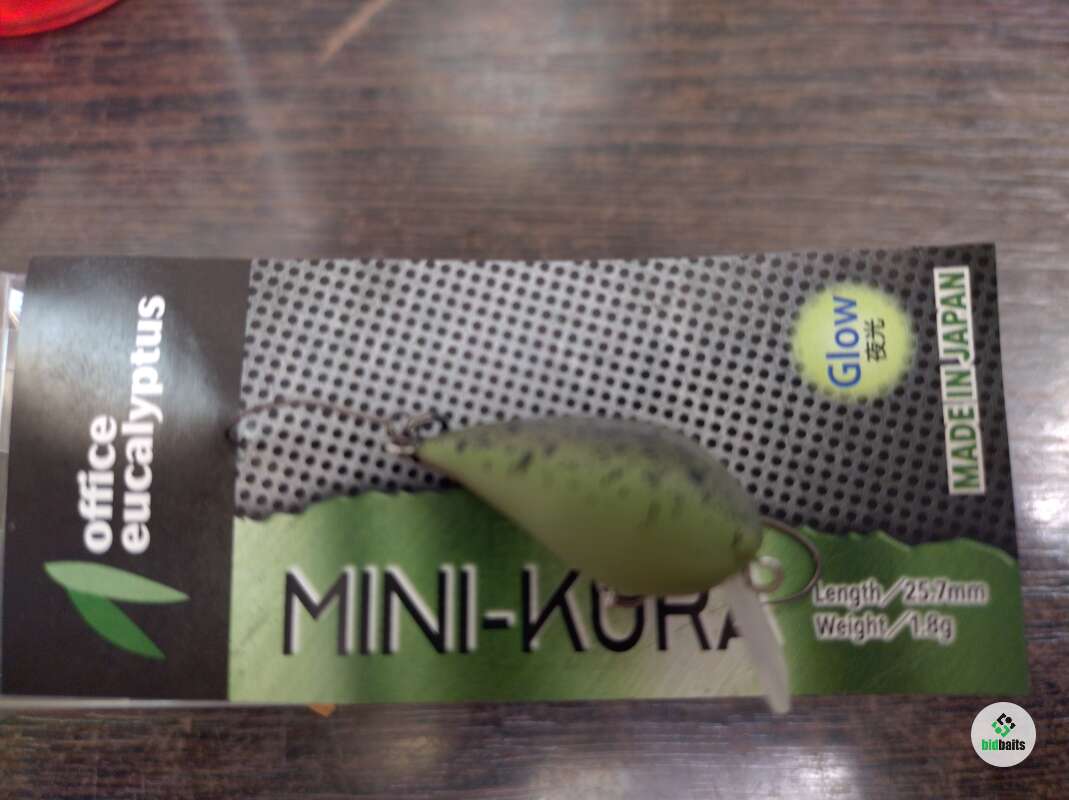 office
eucalyptus
Glow
夜光
MADE IN JAPAN
MINI-KURA
Length/25.7mm
Weight/1.8g
bidbaits